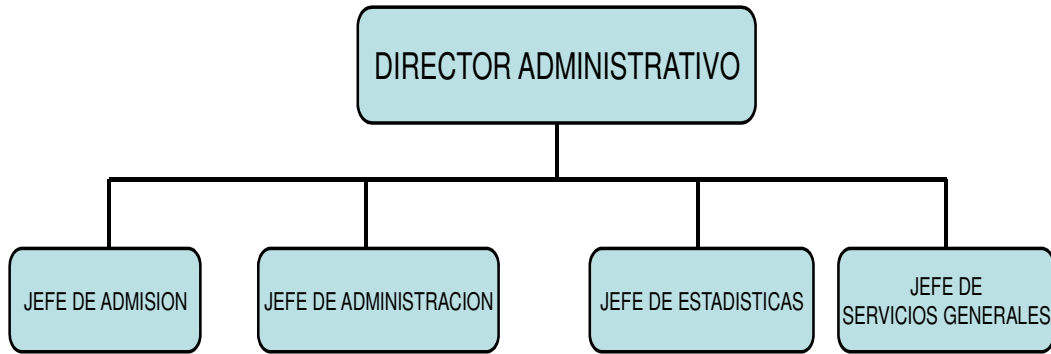 DIRECTOR ADMINISTRATIVO
JEFE DE ADMISION
JEFE DE ADMINISTRACION
JEFE DE ESTADISTICAS
JEFE DE
SERVICIOS GENERALES